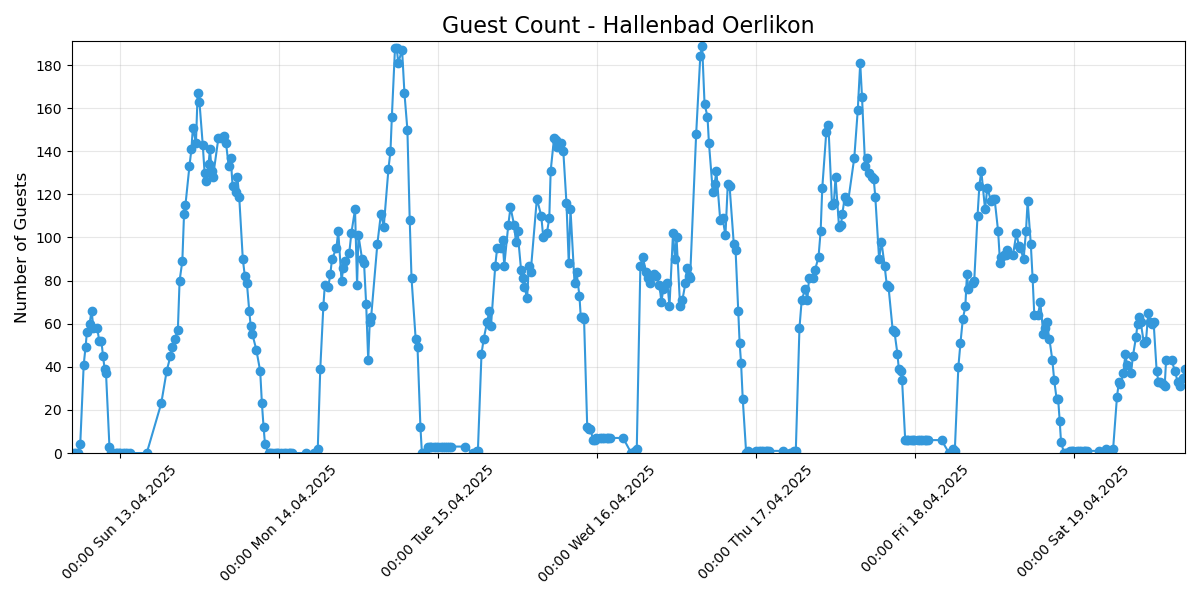 Guest Count - Hallenbad Oerlikon
Number of Guests
180
160
140
120
100
80
60
40
20
0
00:00 Sun 13.04.2025
00:00 Mon 14.04.2025
00:00 Tue 15.04.2025
00:00 Wed 16.04.2025
00:00 Thu 17.04.2025
00:00 Fri 18.04.2025
00:00 Sat 19.04.2025